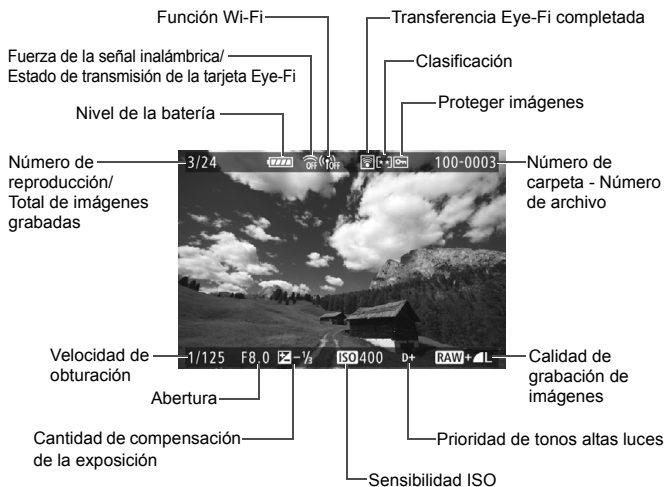 Función Wi-Fi
Transferencia Eye-Fi completada
Fuerza de la señal inalámbrica/
Estado de transmisión de la tarjeta Eye-Fi
Clasificación
Nivel de la batería
Proteger imágenes
Número de
reproducción/
Total de imágenes
grabadas
3/24
OFF
OFF
100-0003
Número de
carpeta - Número
de archivo
Velocidad de
obturación
1/125
F8.0
-⅓
ISO 400
D+
RAW+L
Calidad de
grabación de
imágenes
Abertura
Cantidad de compensación
de la exposición
Prioridad de tonos altas luces
Sensibilidad ISO